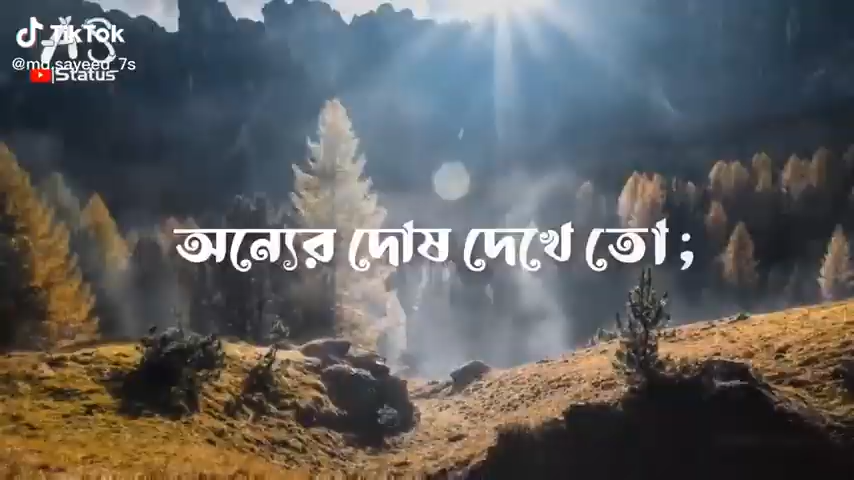 TikTok
@md.sayeed_7s
Status
অন্যের দোষ দেখে তো ;